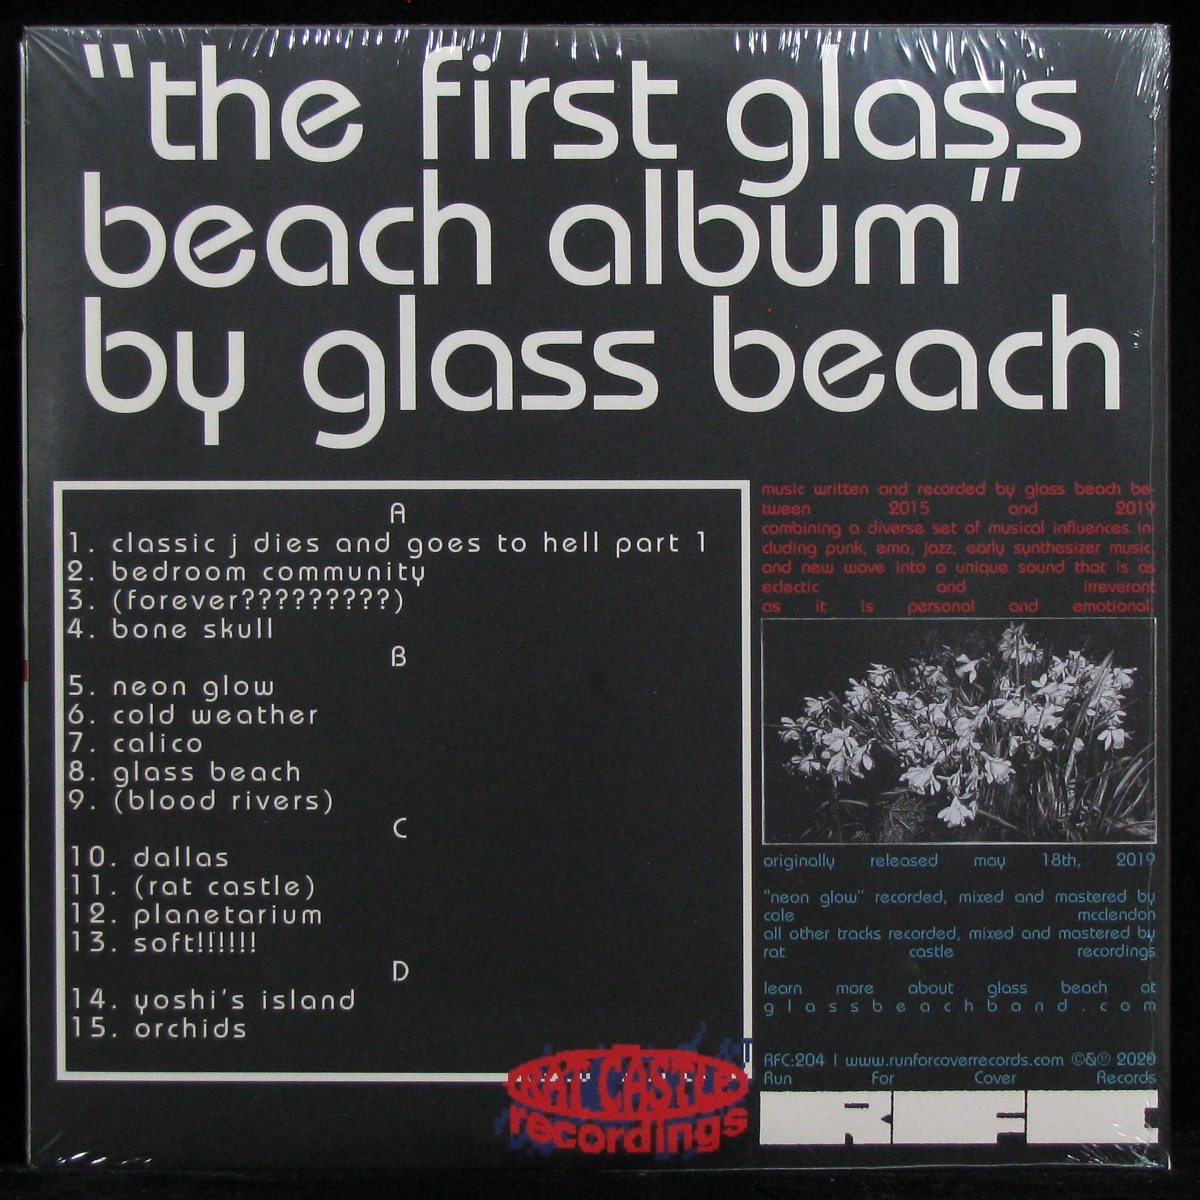 "the first glass
beach album"
by glass beach
A
1. classic j dies and goes to hell part 1
2. bedroom community
3. (forever?????????)
4. bone skull
B
5. neon glow
6. cold weather
7. calico
8. glass beach
9. (blood rivers)
C
10. dallas
11. (rat castle)
12. planetarium
13. soft!!!!!!
D
14. yoshi's island
15. orchids
music written and recorded by glass beach be-
tween 2015 and 2019
combining a diverse set of musical influences in-
cluding punk, emo, jazz, early synthesizer music,
and new wave into a unique sound that is as
eclectic and irreverant
as it is personal and emotional.
originally released may 18th, 2019
"neon glow" recorded, mixed and mastered by
cole mcclendon
all other tracks recorded, mixed and mastered by
rat castle recordings
learn more about glass beach at
glassbeachband.com
RFC:204 | www.runforcoverrecords.com ©&℗ 2020
Run For Cover Records
RAT CASTLE
recordings
RFC